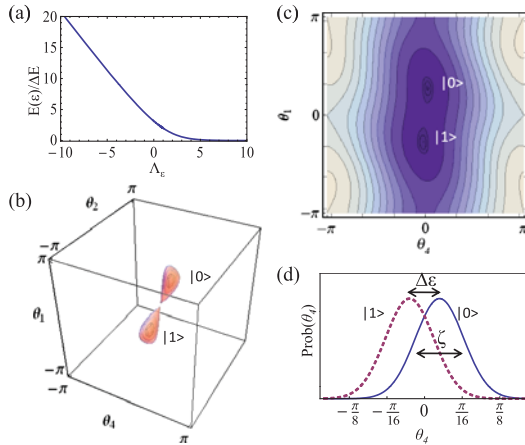 (a)
20
15
10
5
0
E(ε)/ΔE
-10
-5
0
5
10
Λε
(b)
π
θ2
-π
π
θ1
-π
-π
θ4
π
|0>
|1>
(c)
π
θ1
0
-π
|0>
|1>
-π
0
π
θ4
(d)
Δε
|1>
|0>
ζ
Prob(θ4)
-π/8
-π/16
0
π/16
π/8
θ4